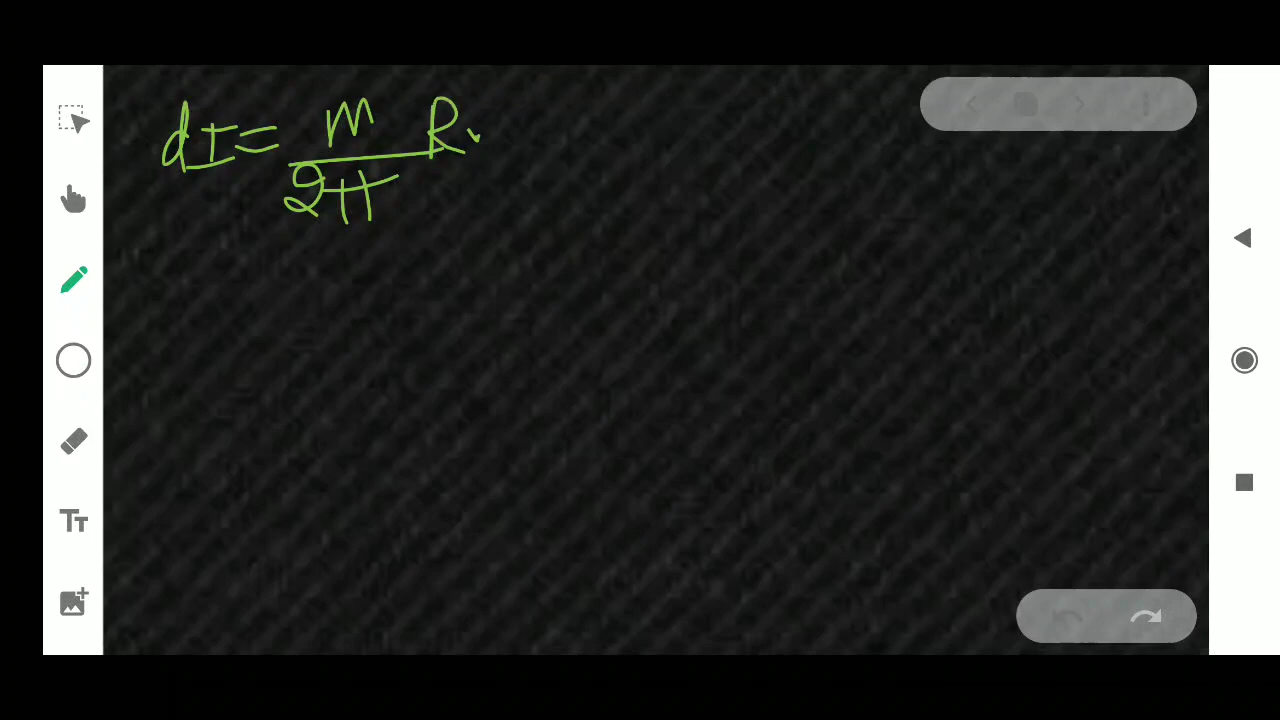 dI = m/2π R